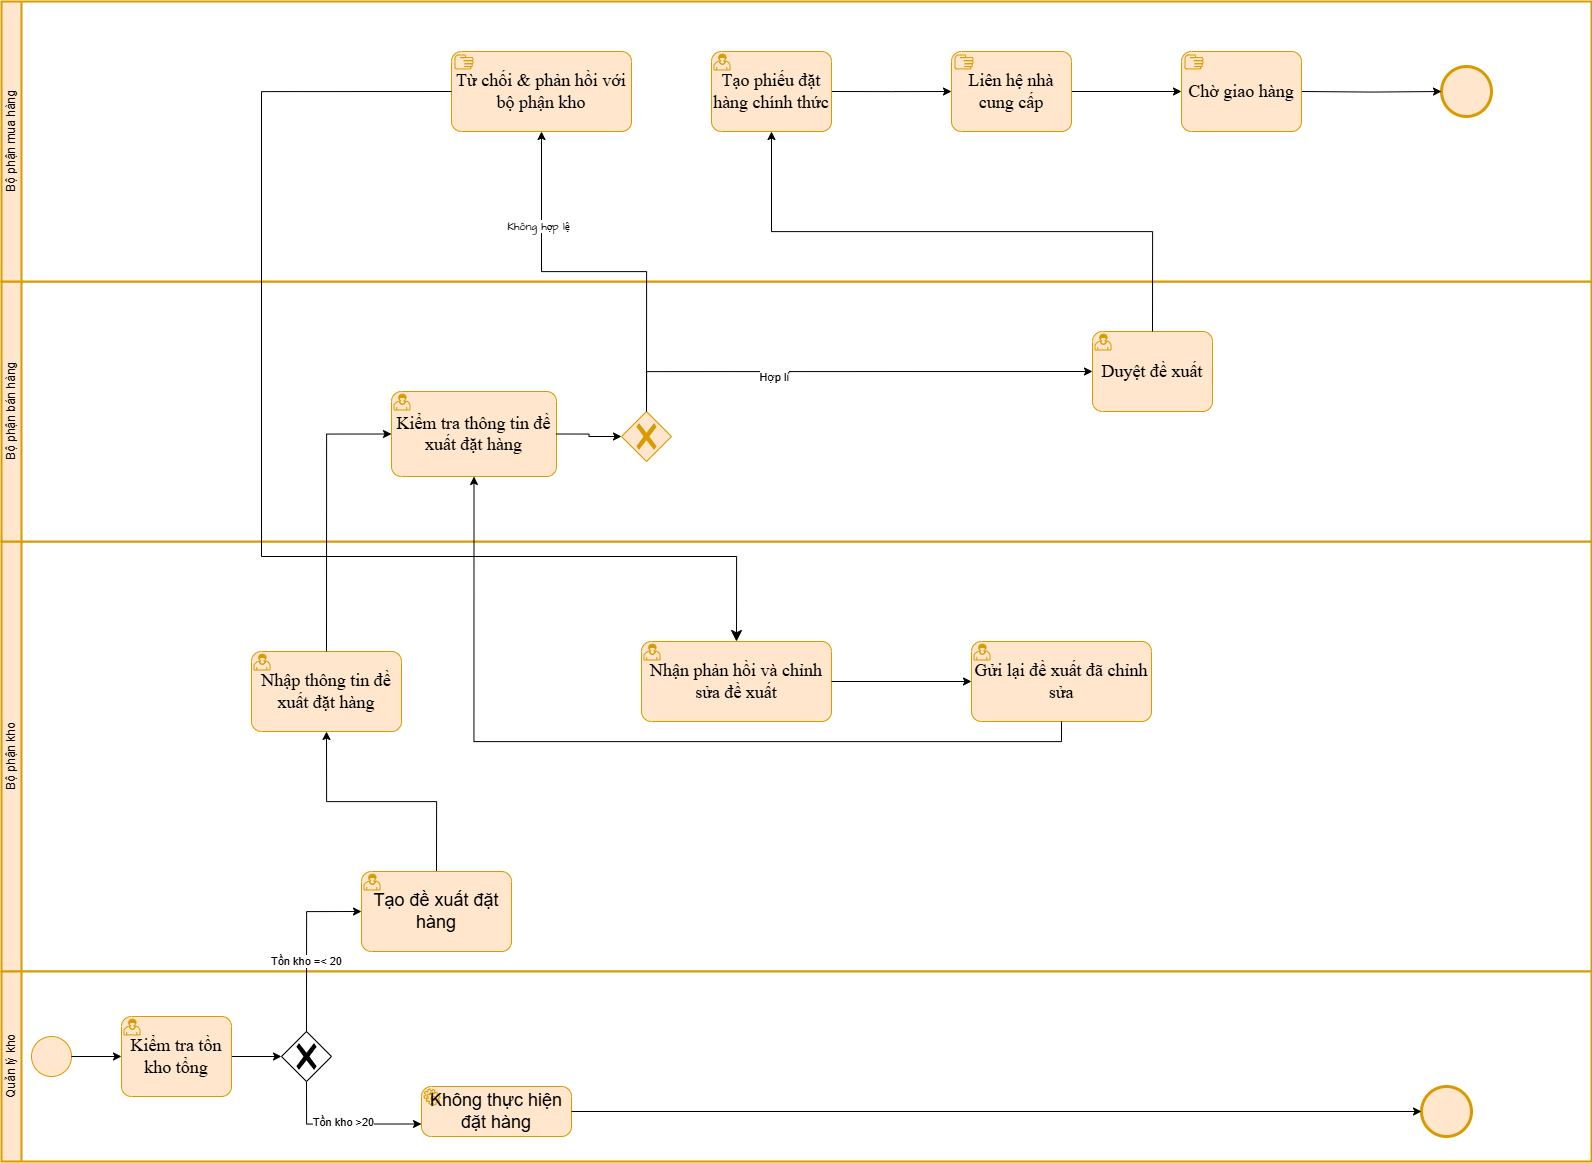 Bộ phận mua hàng
Từ chối & phản hồi với
bộ phận kho
Tạo phiếu đặt
hàng chính thức
Liên hệ nhà
cung cấp
Chờ giao hàng
Không hợp lệ
Bộ phận bán hàng
Kiểm tra thông tin đề
xuất đặt hàng
Hợp lí
Duyệt đề xuất
Bộ phận kho
Nhập thông tin đề
xuất đặt hàng
Nhận phản hồi và chỉnh
sửa đề xuất
Gửi lại đề xuất đã chỉnh
sửa
Tạo đề xuất đặt
hàng
Tồn kho =< 20
Quản lý kho
Kiểm tra tồn
kho tổng
Tồn kho >20
Không thực hiện
đặt hàng